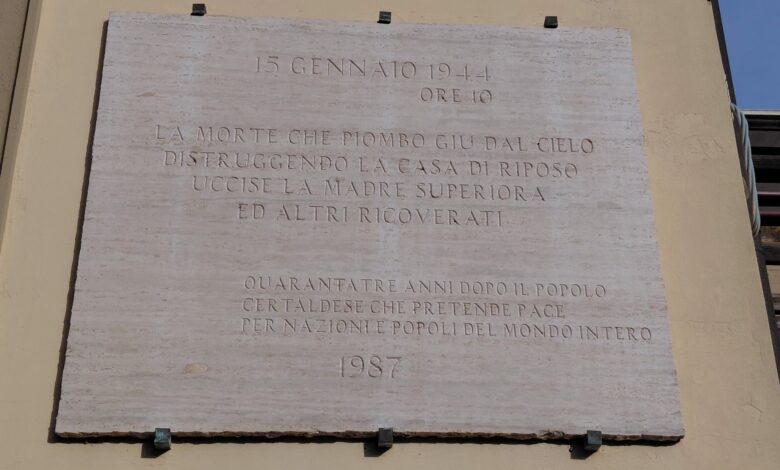 15 GENNAIO 1944
ORE 10
LA MORTE CHE PIOMBO GIU DAL CIELO
DISTRUGGENDO LA CASA DI RIPOSO
UCCISE LA MADRE SUPERIORA
ED ALTRI RICOVERATI
QUARANTATRE ANNI DOPO IL POPOLO
CERTALDESE CHE PRETENDE PACE
PER NAZIONI E POPOLI DEL MONDO INTERO
1987